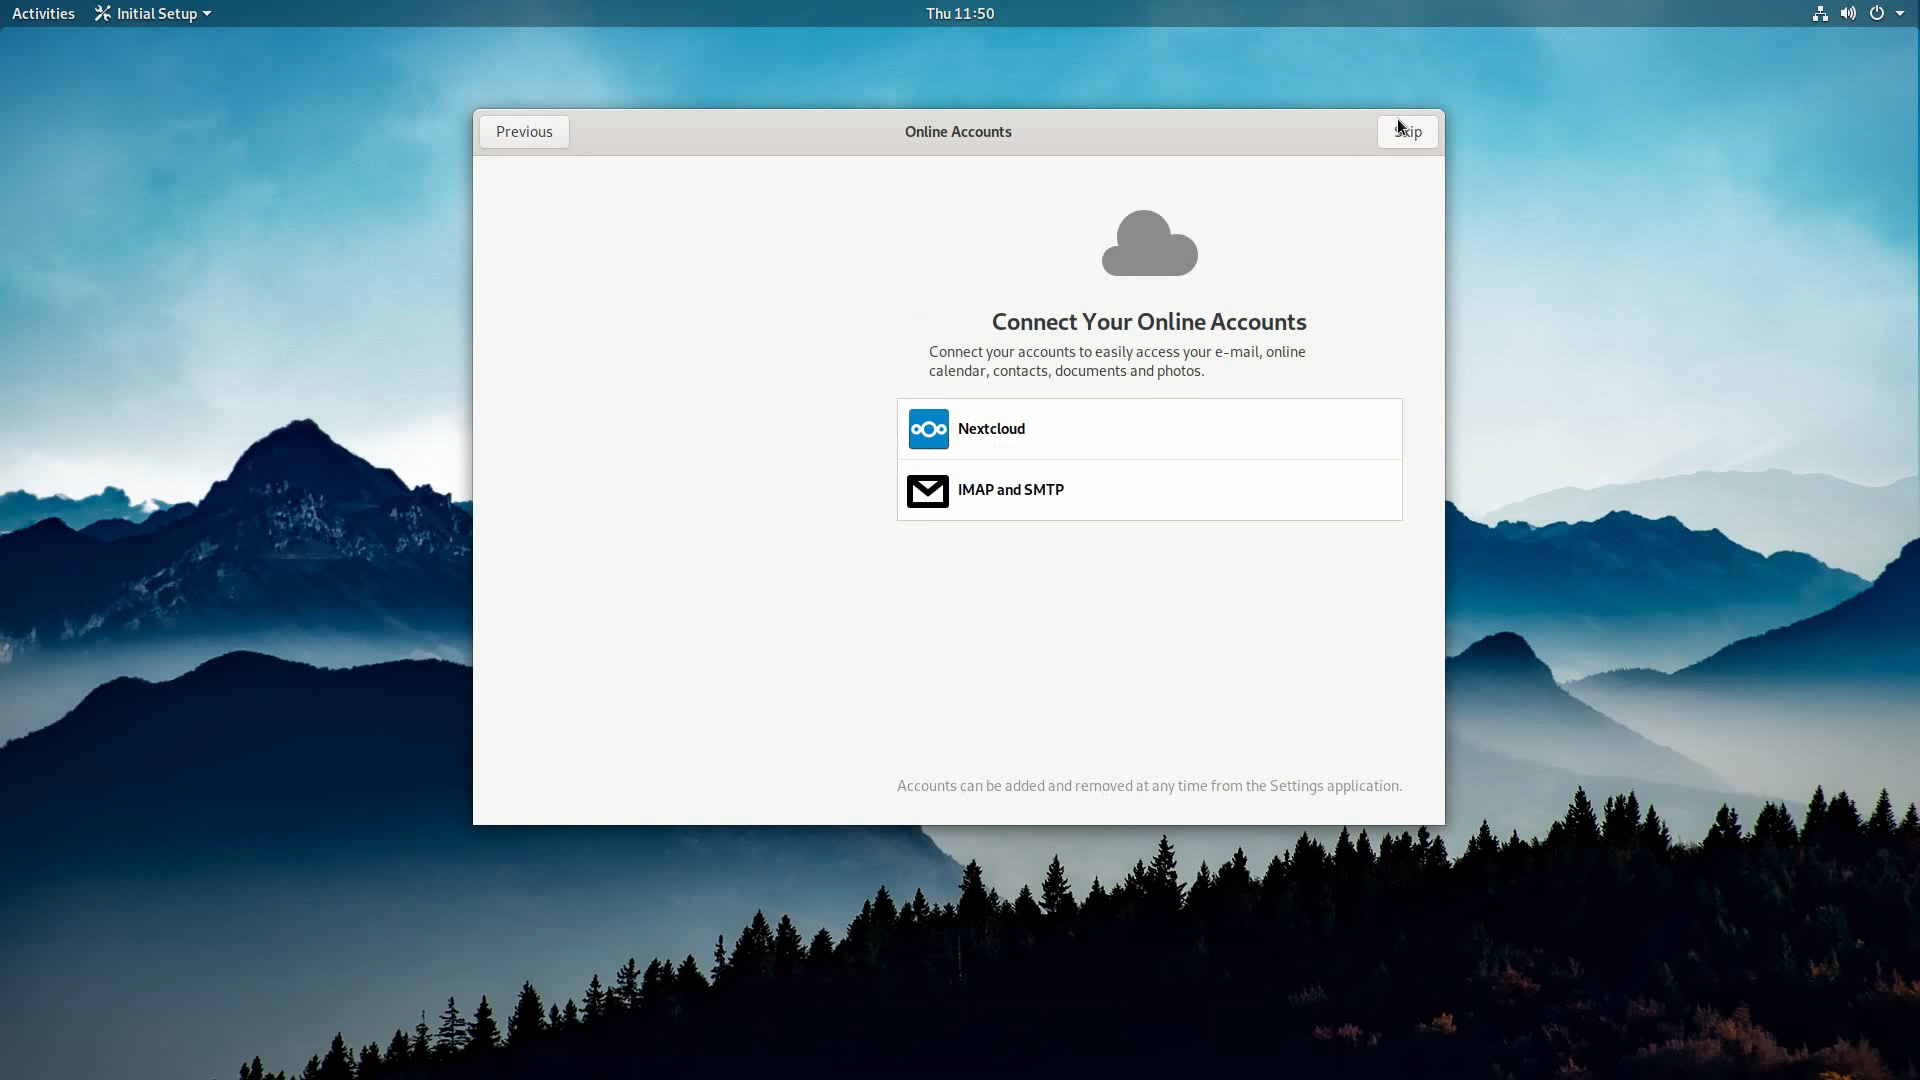 Activities
Initial Setup
Thu 11:50
Previous
Online Accounts
Skip
Connect Your Online Accounts
Connect your accounts to easily access your e-mail, online
calendar, contacts, documents and photos.
Nextcloud
IMAP and SMTP
Accounts can be added and removed at any time from the Settings application.